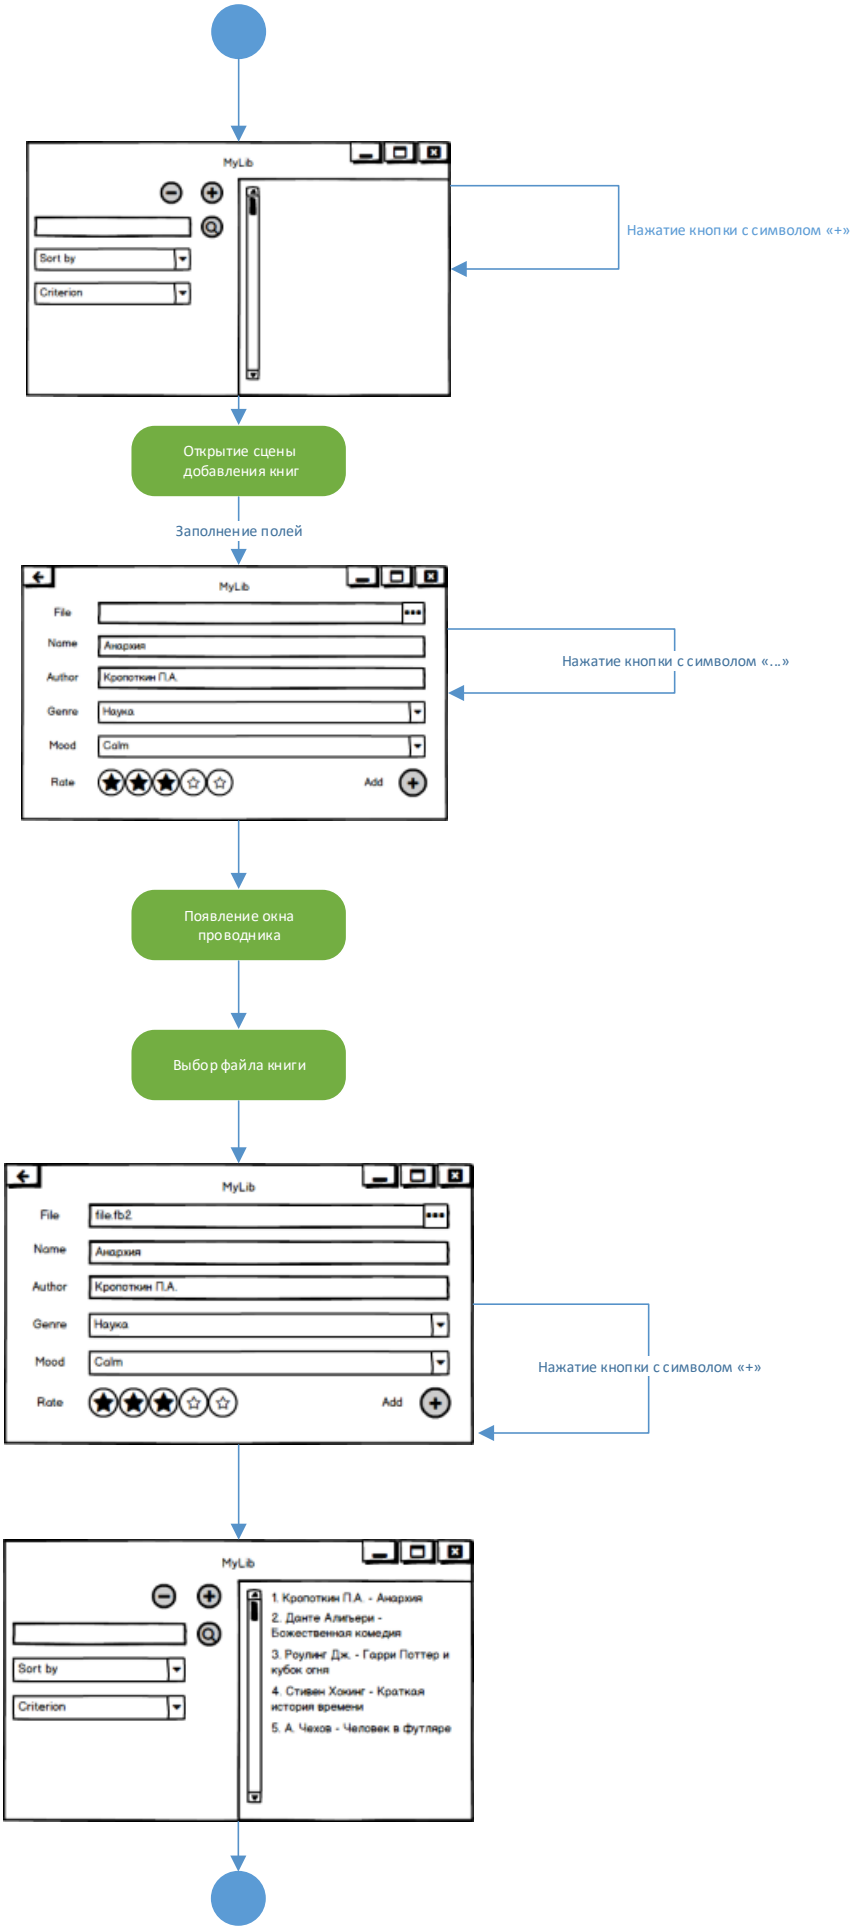 MyLib
Нажатие кнопки с символом «+»
Sort by
Criterion
Открытие сцены
добавления книг
Заполнение полей
MyLib
File
Name Анархия
Author Кропоткин П.А.
Genre Наука
Mood Calm
Rate Add
Нажатие кнопки с символом «...»
Появление окна
проводника
Выбор файла книги
MyLib
File file.fb2
Name Анархия
Author Кропоткин П.А.
Genre Наука
Mood Calm
Rate Add
Нажатие кнопки с символом «+»
MyLib
Sort by
Criterion
1. Кропоткин П.А. - Анархия
2. Данте Алигьери -
Божественная комедия
3. Роулинг Дж. - Гарри Поттер и
кубок огня
4. Стивен Хокинг - Краткая
история времени
5. А. Чехов - Человек в футляре